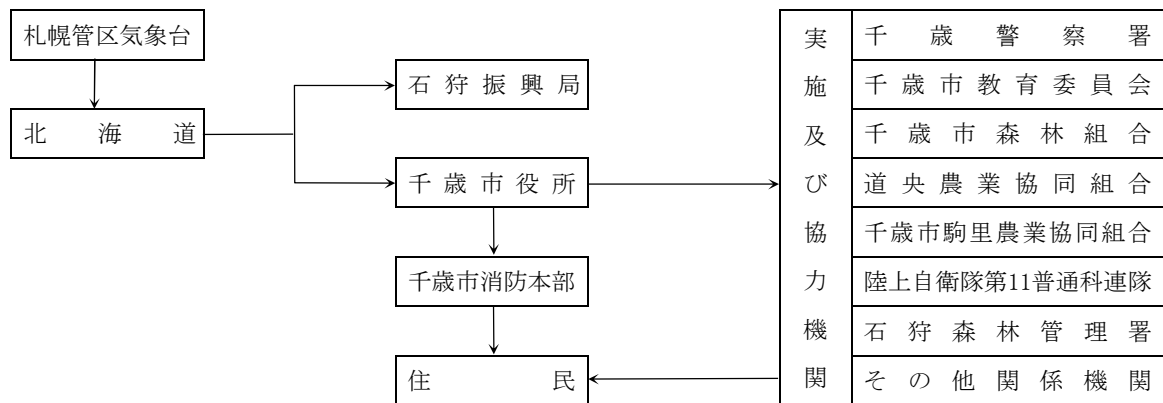 札幌管区気象台
北海道
石狩振興局
千歳市役所
千歳市消防本部
住民
実施及び協力機関
千歳警察署
千歳市教育委員会
千歳市森林組合
道央農業協同組合
千歳市駒里農業協同組合
陸上自衛隊第11普通科連隊
石狩森林管理署
その他関係機関